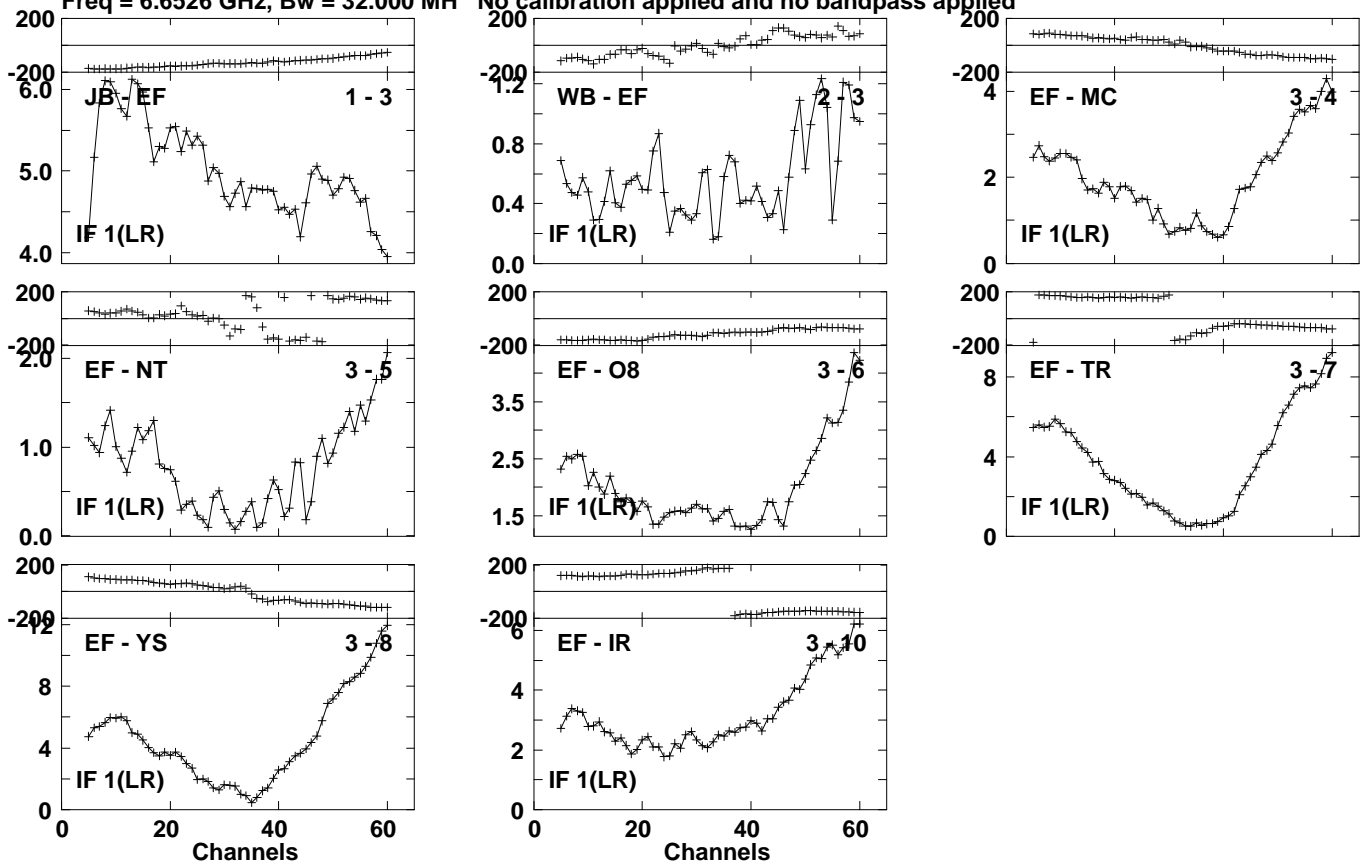 Freq = 6.6526 GHz, Bw = 32.000 MH No calibration applied and no bandpass applied
200
-200
6.0
5.0
4.0
JB - EF
1 - 3
IF 1(LR)
200
-200
1.2
0.8
0.4
0.0
WB - EF
2 - 3
IF 1(LR)
200
-200
4
2
0
EF - MC
3 - 4
IF 1(LR)
200
-200
2.0
1.0
0.0
EF - NT
3 - 5
IF 1(LR)
200
-200
3.5
2.5
1.5
EF - O8
3 - 6
IF 1(LR)
200
-200
8
4
0
EF - TR
3 - 7
IF 1(LR)
200
-200
12
8
4
0
EF - YS
3 - 8
IF 1(LR)
0 20 40 60
Channels
200
-200
6
4
2
0
EF - IR
3 - 10
IF 1(LR)
0 20 40 60
Channels